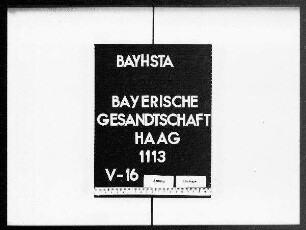 BAYHSTA
BAYERISCHE
GESANDTSCHAFT
HAAG
1113
V-16